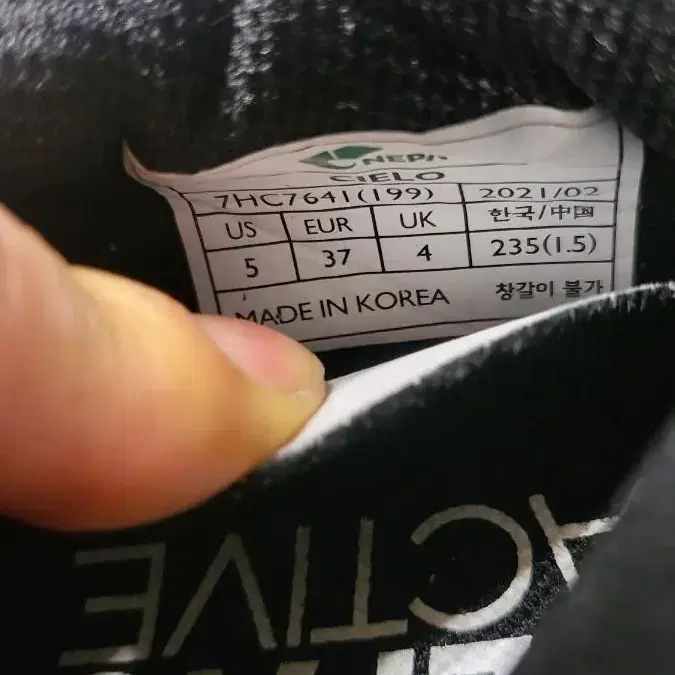 NEPA
CIELO
7HC7641(199) 2021/02
US EUR UK 한국/中国
5 37 4 235(1.5)
MADE IN KOREA 창갈이 불가
ACTIVE